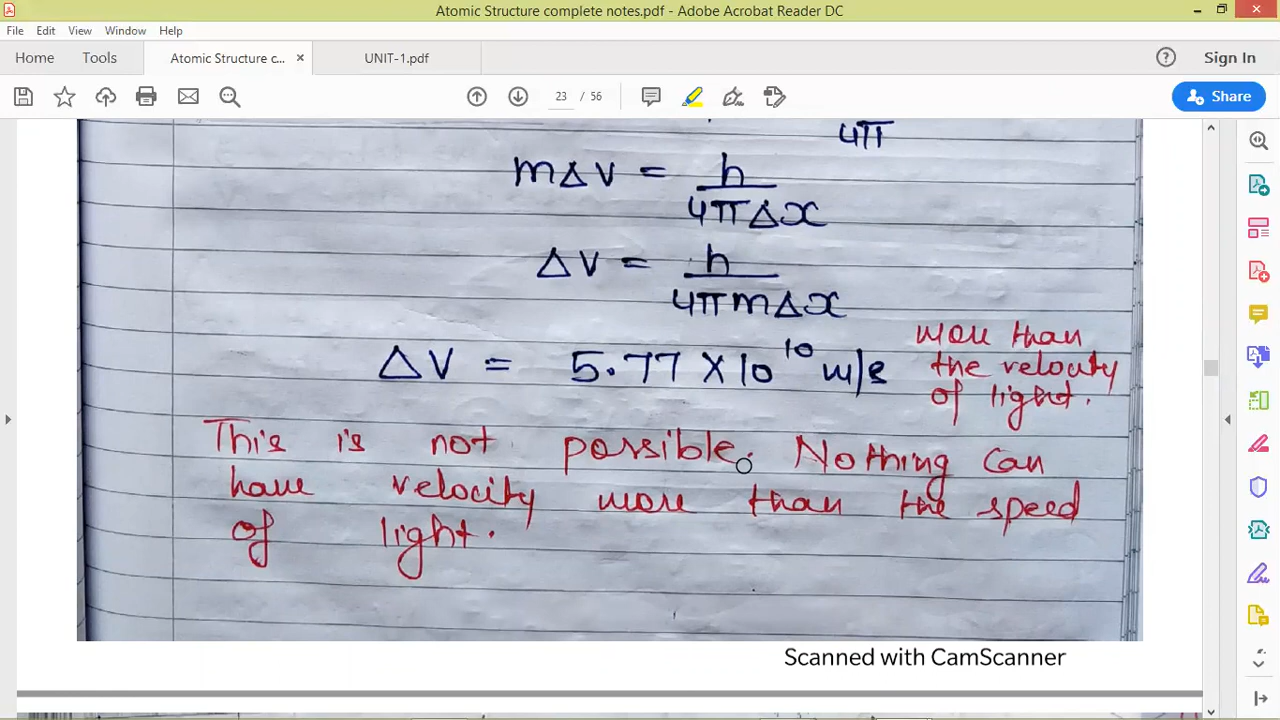 Atomic Structure complete notes.pdf - Adobe Acrobat Reader DC
File Edit View Window Help
Home Tools Atomic Structure c... × UNIT-1.pdf Sign In
23 / 56 Share
4π
mΔV = h
4πΔx
ΔV = h
4πmΔx
ΔV = 5.77 × 10¹⁰ m/s
more than
the velocity
of light.
This is not possible. Nothing can
have velocity more than the speed
of light.
Scanned with CamScanner